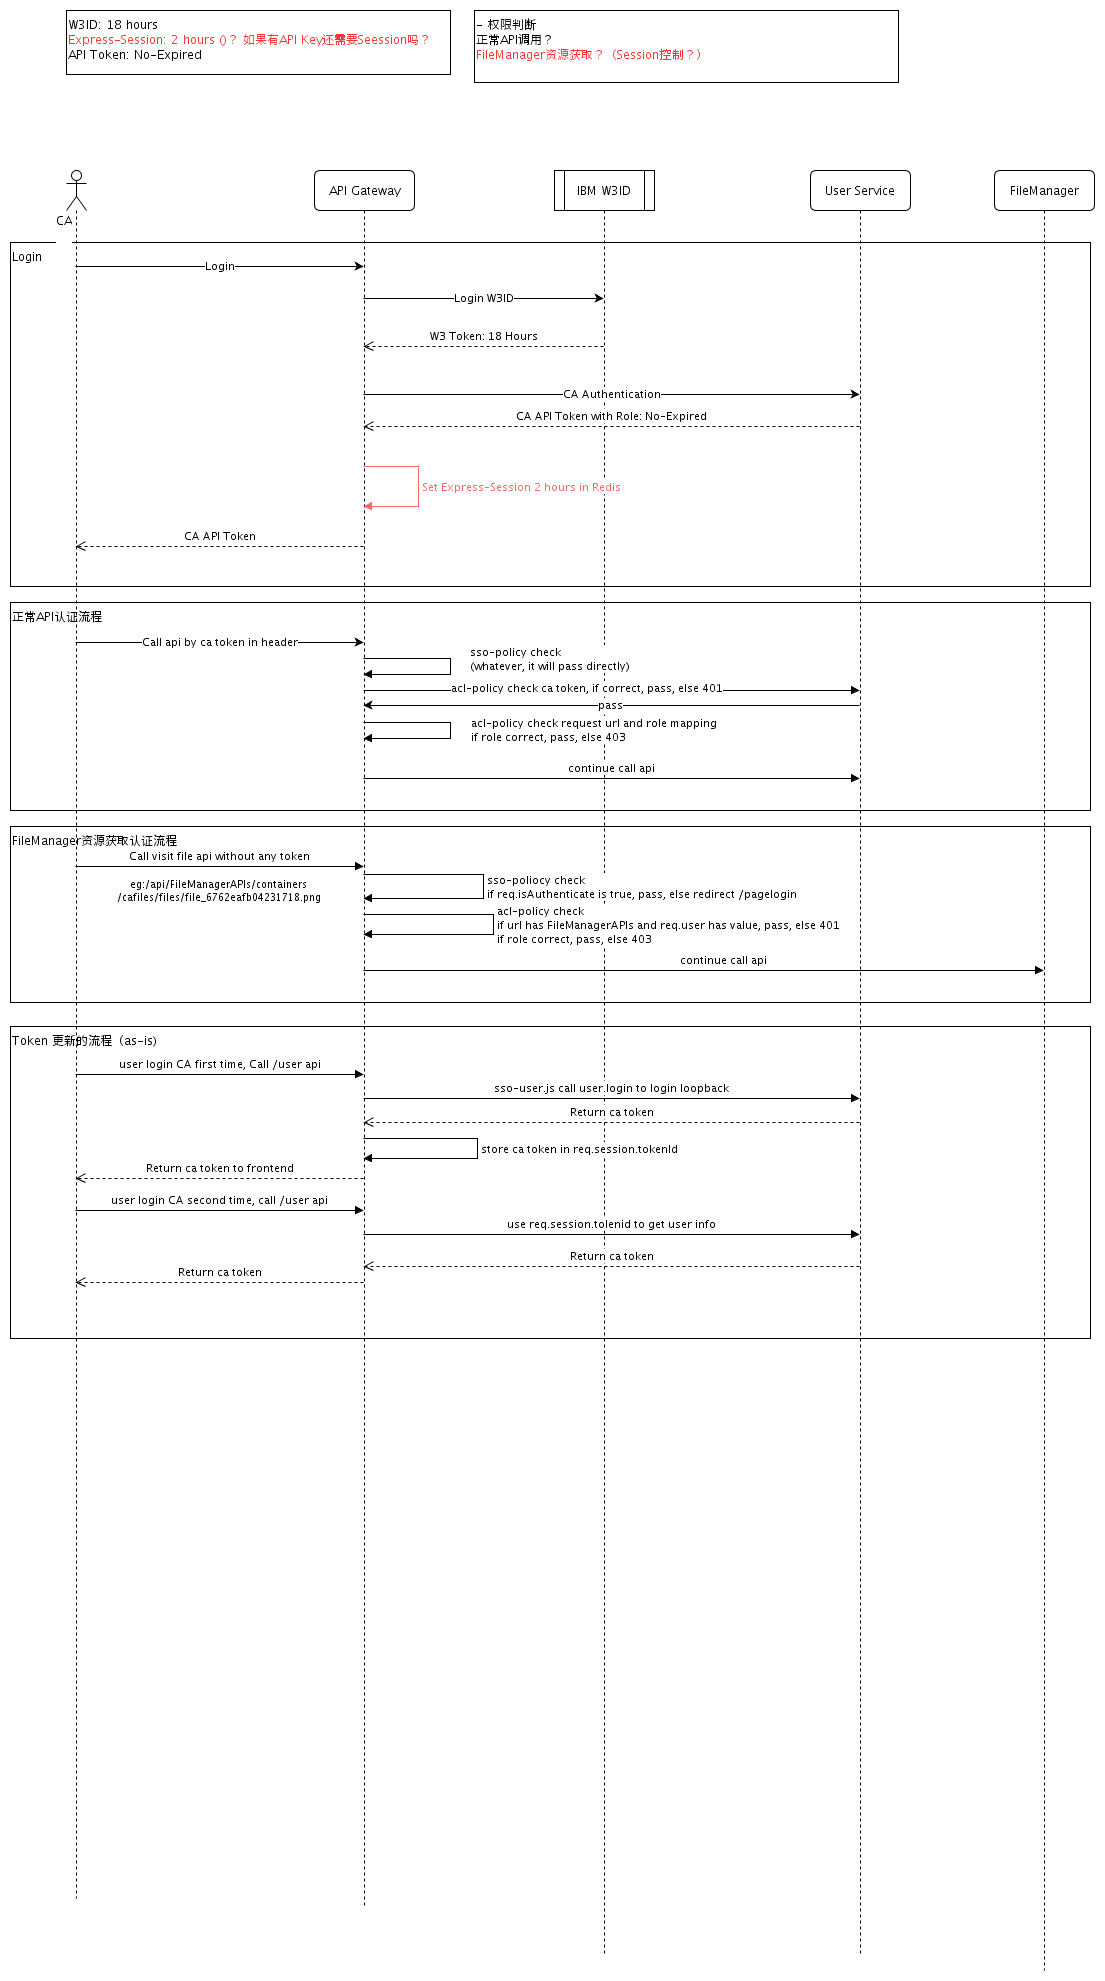 W3ID: 18 hours
Express-Session: 2 hours ()？ 如果有API Key还需要Seession吗？
API Token: No-Expired
- 权限判断
正常API调用？
FileManager资源获取？（Session控制？）
CA
API Gateway
IBM W3ID
User Service
FileManager
Login
Login
Login W3ID
W3 Token: 18 Hours
CA Authentication
CA API Token with Role: No-Expired
Set Express-Session 2 hours in Redis
CA API Token
正常API认证流程
Call api by ca token in header
sso-policy check
(whatever, it will pass directly)
acl-policy check ca token, if correct, pass, else 401
pass
acl-policy check request url and role mapping
if role correct, pass, else 403
continue call api
FileManager资源获取认证流程
Call visit file api without any token
eg:/api/FileManagerAPIs/containers
/cafiles/files/file_6762eafb04231718.png
sso-poliocy check
if req.isAuthenticate is true, pass, else redirect /pagelogin
acl-policy check
if url has FileManagerAPIs and req.user has value, pass, else 401
if role correct, pass, else 403
continue call api
Token 更新的流程（as-is)
user login CA first time, Call /user api
sso-user.js call user.login to login loopback
Return ca token
store ca token in req.session.tokenId
Return ca token to frontend
user login CA second time, call /user api
use req.session.tolenid to get user info
Return ca token
Return ca token